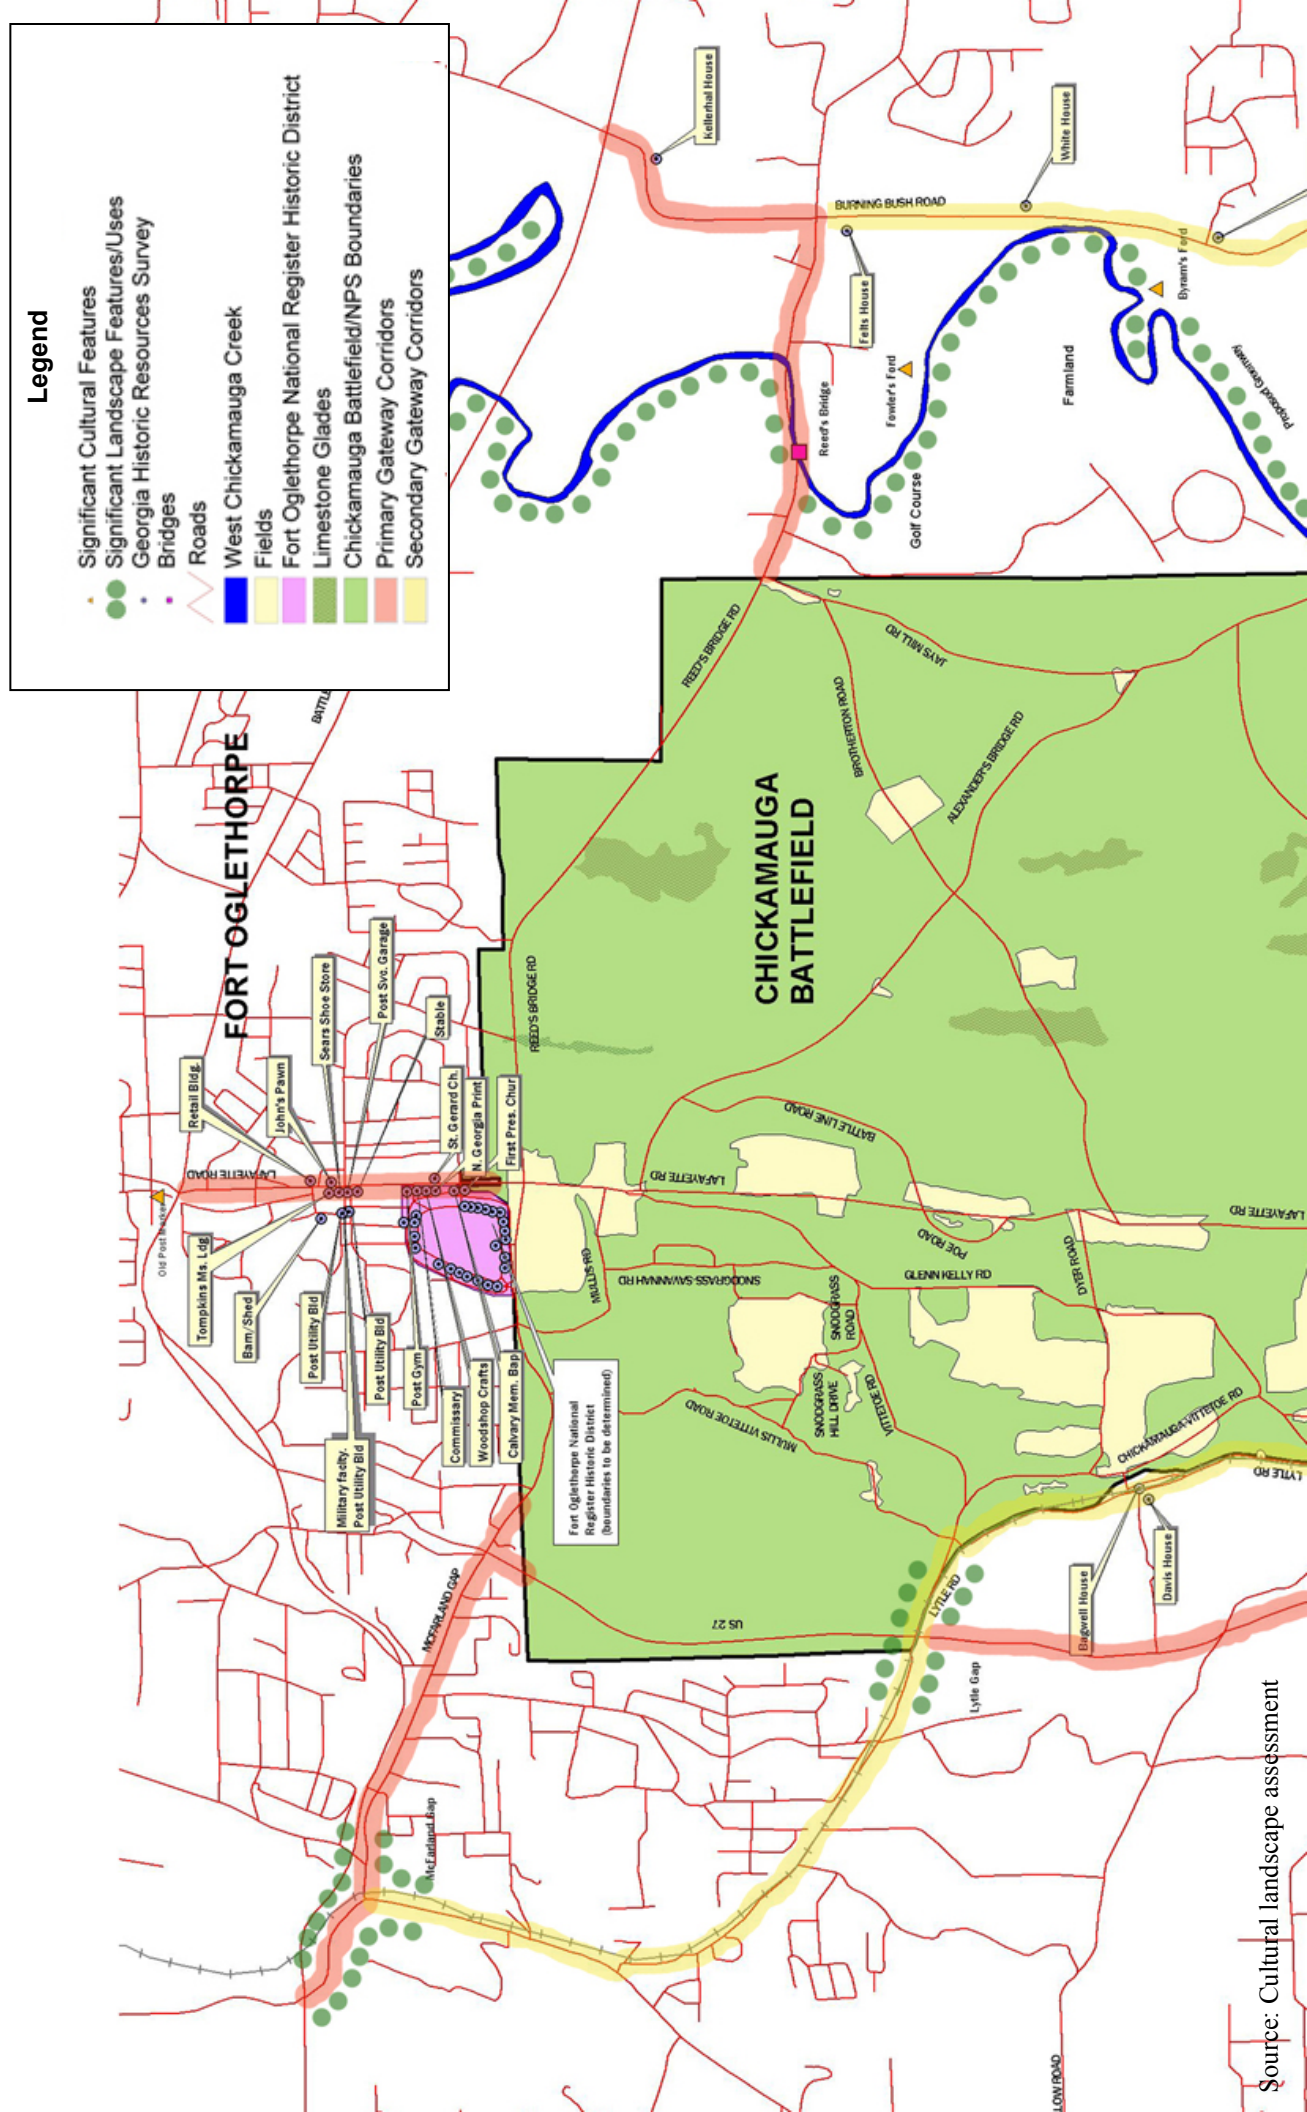 Legend
Significant Cultural Features
Significant Landscape Features/Uses
Georgia Historic Resources Survey
Bridges
Roads
West Chickamauga Creek
Fields
Fort Oglethorpe National Register Historic District
Limestone Glades
Chickamauga Battlefield/NPS Boundaries
Primary Gateway Corridors
Secondary Gateway Corridors
FORT OGLETHORPE
BATTLE
Old Post Marker
LAFAYETTE ROAD
Retail Bldg.
John's Pawn
Sears Shoe Store
Post Svc. Garage
Stable
St. Gerard Ch.
N. Georgia Print
First Pres. Chur
Tompkins Ms. Ldg
Barn/Shed
Post Utility Bld
Military facity.
Post Utility Bld
Post Utility Bld
Post Gym
Commissary
Woodshop Crafts
Calvary Mem. Bap
Fort Oglethorpe National
Register Historic District
(boundaries to be determined)
MCFARLAND GAP
McFarland Gap
Kellerhal House
BURNING BUSH ROAD
White House
Felts House
Reed's Bridge
Fowler's Ford
Golf Course
Farmland
Byram's Ford
Proposed Greenway
CHICKAMAUGA
BATTLEFIELD
REED'S BRIDGE RD
REED'S BRIDGE RD
BROTHERTON ROAD
JAYS MILL RD
ALEXANDER'S BRIDGE RD
BATTLE LINE ROAD
LAFAYETTE RD
LAFAYETTE RD
POE ROAD
MULLIS RD
SNODGRASS-SAVANNAH RD
GLENN KELLY RD
DYER ROAD
SNODGRASS
ROAD
SNODGRASS
HILL DRIVE
VITTETOE RD
MULLIS VITTETOE ROAD
CHICKAMAUGA-VITTETOE RD
LYTLE RD
LYTLE RD
US 27
Lytle Gap
Bagwell House
Davis House
LOW ROAD
Source: Cultural landscape assessment